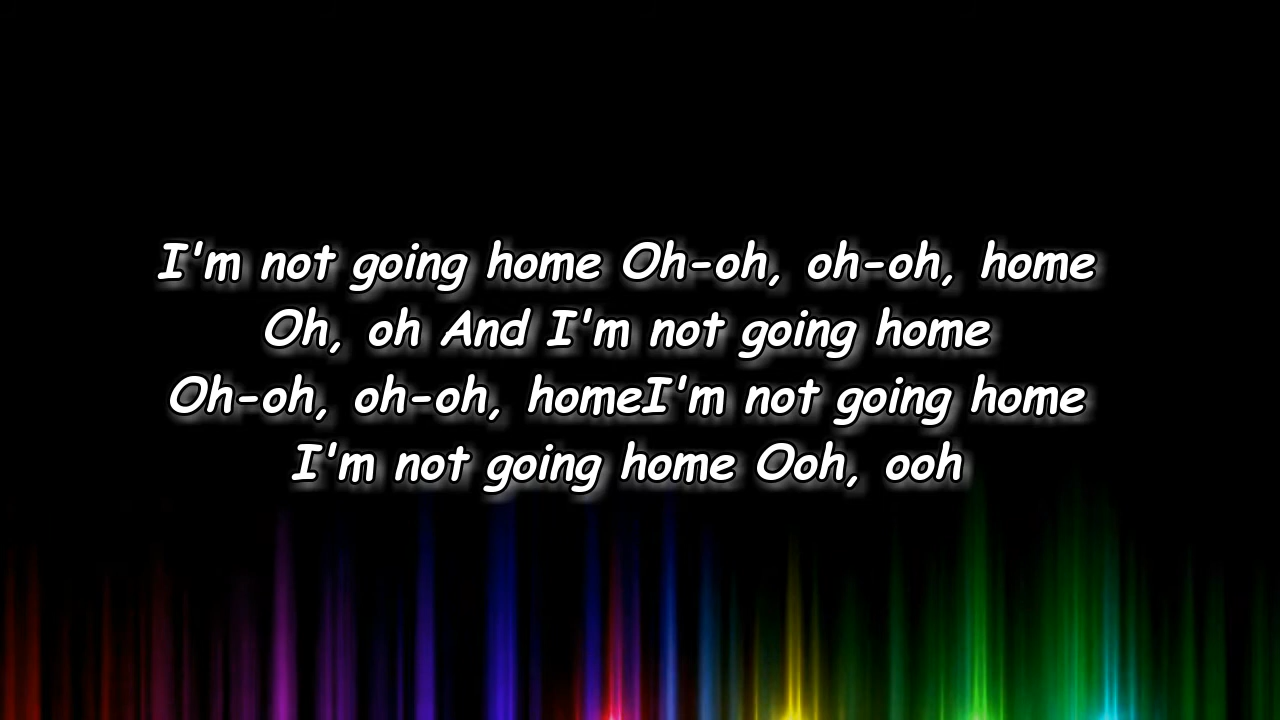 I'm not going home Oh-oh, oh-oh, home
Oh, oh And I'm not going home
Oh-oh, oh-oh, homeI'm not going home
I'm not going home Ooh, ooh